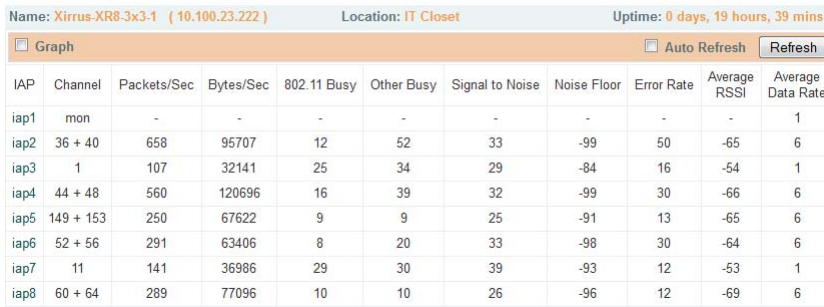 Name: Xirrus-XR8-3x3-1 ( 10.100.23.222 ) Location: IT Closet Uptime: 0 days, 19 hours, 39 mins
Graph Auto Refresh Refresh
IAP Channel Packets/Sec Bytes/Sec 802.11 Busy Other Busy Signal to Noise Noise Floor Error Rate Average RSSI Average Data Rate
iap1 mon - - - - - - - - 1
iap2 36 + 40 658 95707 12 52 33 -99 50 -65 6
iap3 1 107 32141 25 34 29 -84 16 -54 1
iap4 44 + 48 560 120696 16 39 32 -99 30 -66 6
iap5 149 + 153 250 67622 9 9 25 -91 13 -65 6
iap6 52 + 56 291 63406 8 20 33 -98 30 -64 6
iap7 11 141 36986 29 30 39 -93 12 -53 1
iap8 60 + 64 289 77096 10 10 26 -96 12 -69 6